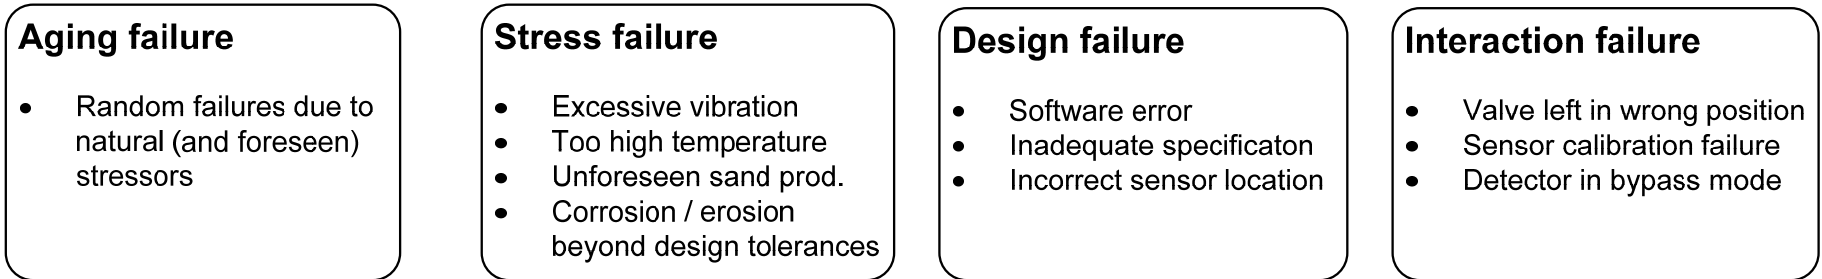 Aging failure
• Random failures due to
natural (and foreseen)
stressors
Stress failure
• Excessive vibration
• Too high temperature
• Unforeseen sand prod.
• Corrosion / erosion
beyond design tolerances
Design failure
• Software error
• Inadequate specificaton
• Incorrect sensor location
Interaction failure
• Valve left in wrong position
• Sensor calibration failure
• Detector in bypass mode